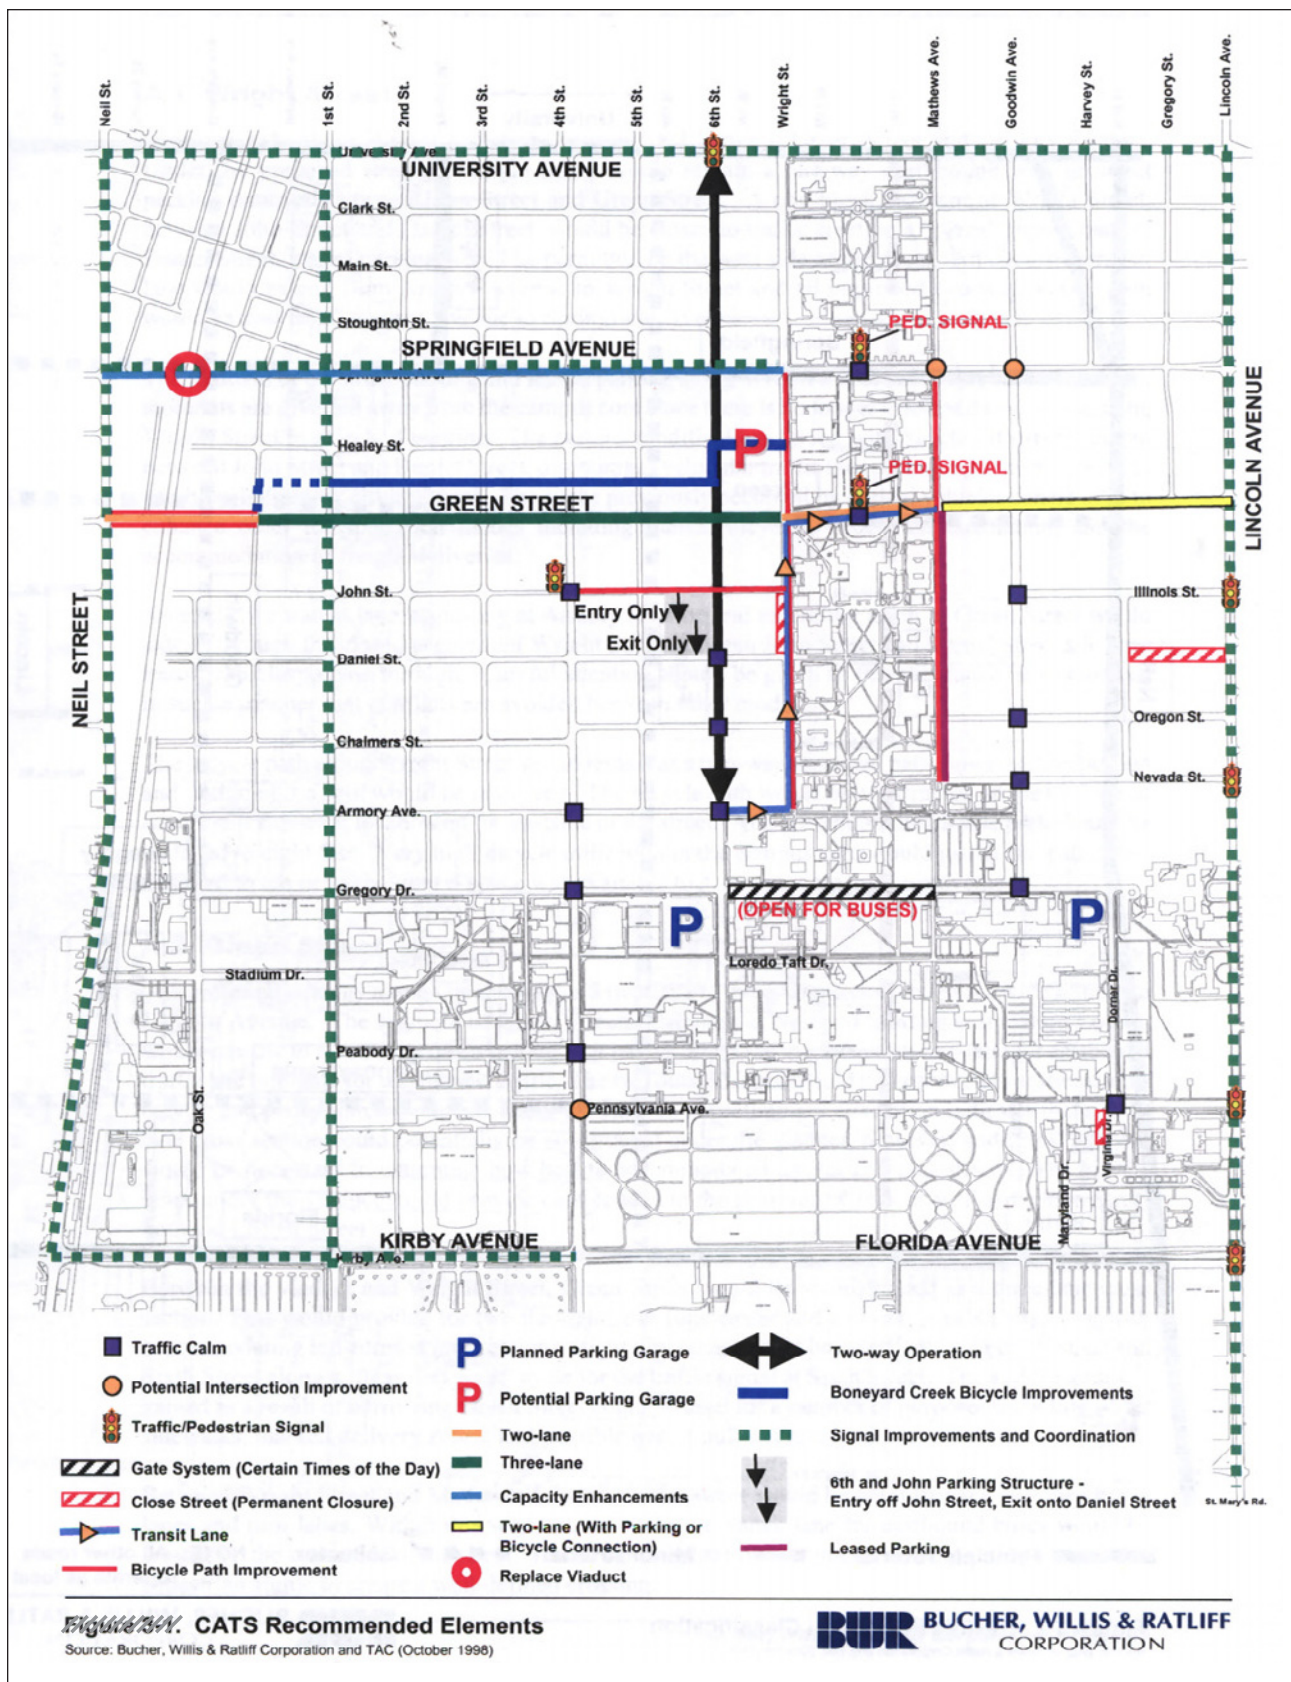 Neil St.
1st St.
2nd St.
3rd St.
4th St.
5th St.
6th St.
Wright St.
Mathews Ave.
Goodwin Ave.
Harvey St.
Gregory St.
Lincoln Ave.
University Ave.
UNIVERSITY AVENUE
Clark St.
Main St.
Stoughton St.
PED. SIGNAL
SPRINGFIELD AVENUE
Springfield Ave.
LINCOLN AVENUE
Healey St.
P
PED. SIGNAL
GREEN STREET
John St.
Illinois St.
Entry Only
Exit Only
NEIL STREET
Daniel St.
Oregon St.
Chalmers St.
Nevada St.
Armory Ave.
Gregory Dr.
(OPEN FOR BUSES)
P
P
Stadium Dr.
Loredo Taft Dr.
Dorner Dr.
Peabody Dr.
Oak St.
Pennsylvania Ave.
Virginia Dr.
Maryland Dr.
KIRBY AVENUE
FLORIDA AVENUE
Kirby Ave.
Traffic Calm
Potential Intersection Improvement
Traffic/Pedestrian Signal
Gate System (Certain Times of the Day)
Close Street (Permanent Closure)
Transit Lane
Bicycle Path Improvement
P Planned Parking Garage
P Potential Parking Garage
Two-lane
Three-lane
Capacity Enhancements
Two-lane (With Parking or
Bicycle Connection)
Replace Viaduct
Two-way Operation
Boneyard Creek Bicycle Improvements
Signal Improvements and Coordination
6th and John Parking Structure -
Entry off John Street, Exit onto Daniel Street
Leased Parking
St. Mary's Rd.
CATS Recommended Elements
Source: Bucher, Willis & Ratliff Corporation and TAC (October 1998)
BWR BUCHER, WILLIS & RATLIFF
CORPORATION